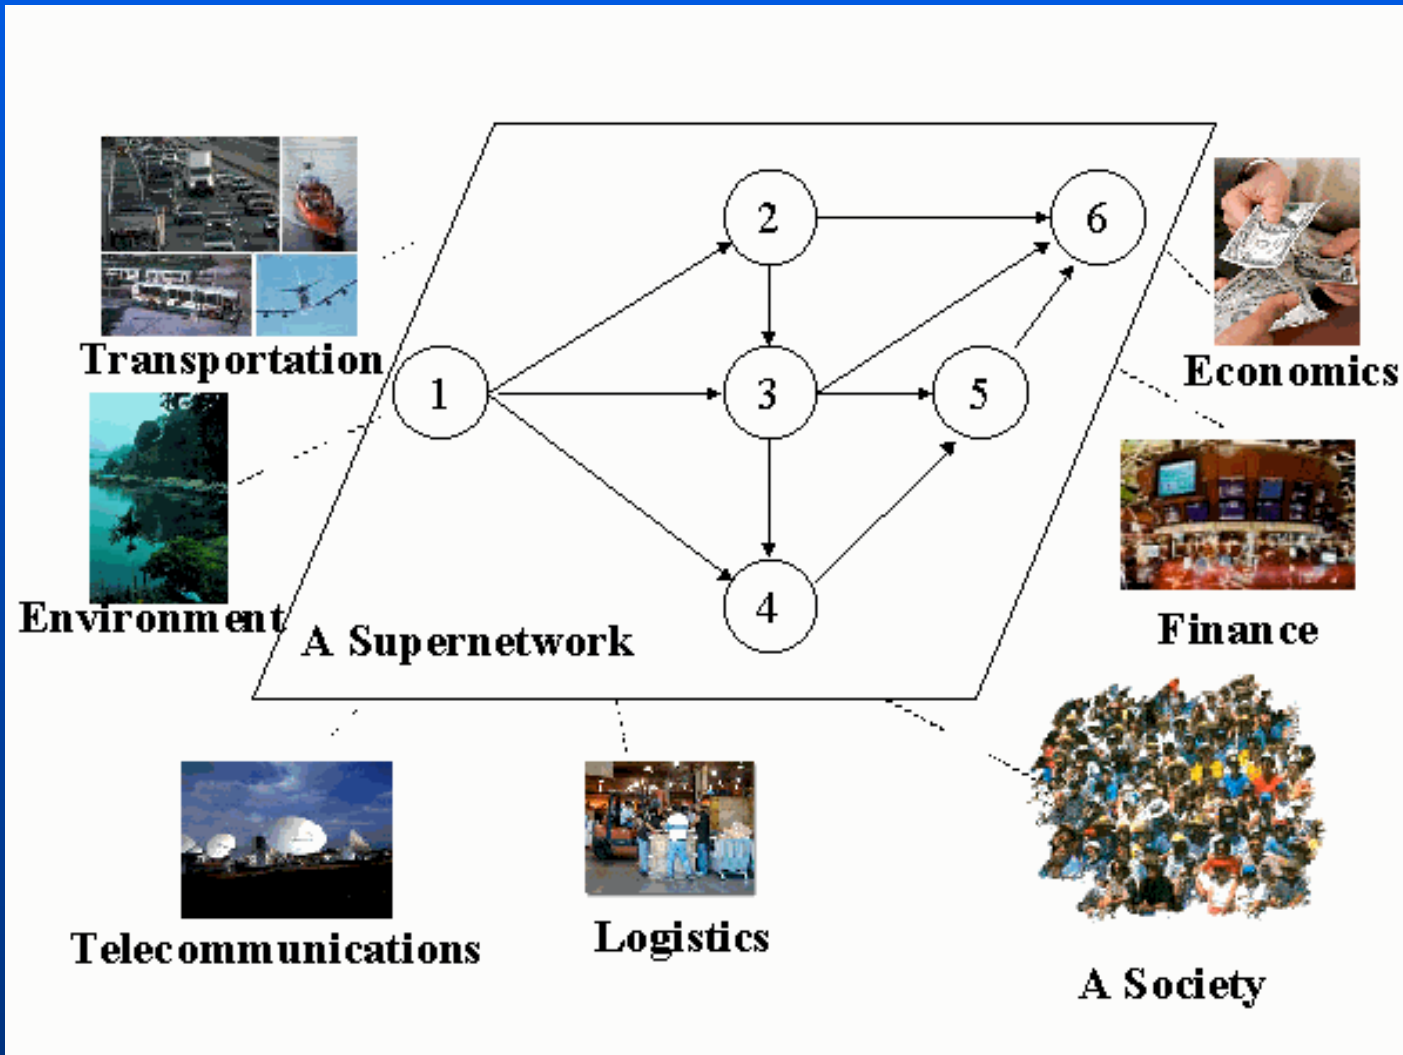 2
6
Transportation
1
3
5
Economics
4
Environment
A Supernetwork
Finance
Telecommunications
Logistics
A Society